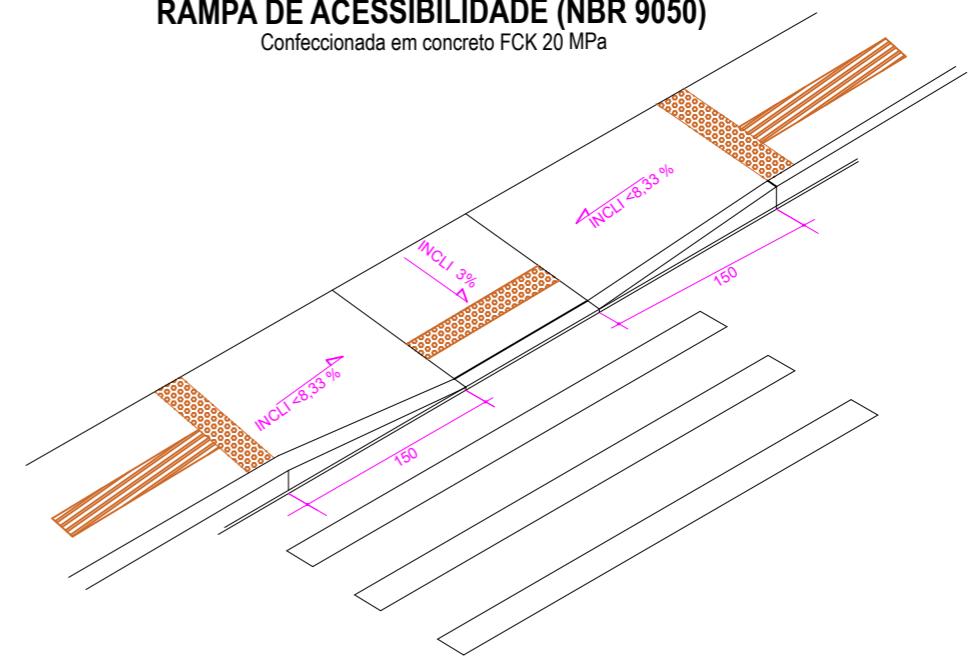 RAMPA DE ACESSIBILIDADE (NBR 9050)
Confeccionada em concreto FCK 20 MPa
INCLI <8,33 %
INCLI 3%
150
INCLI <8,33 %
150